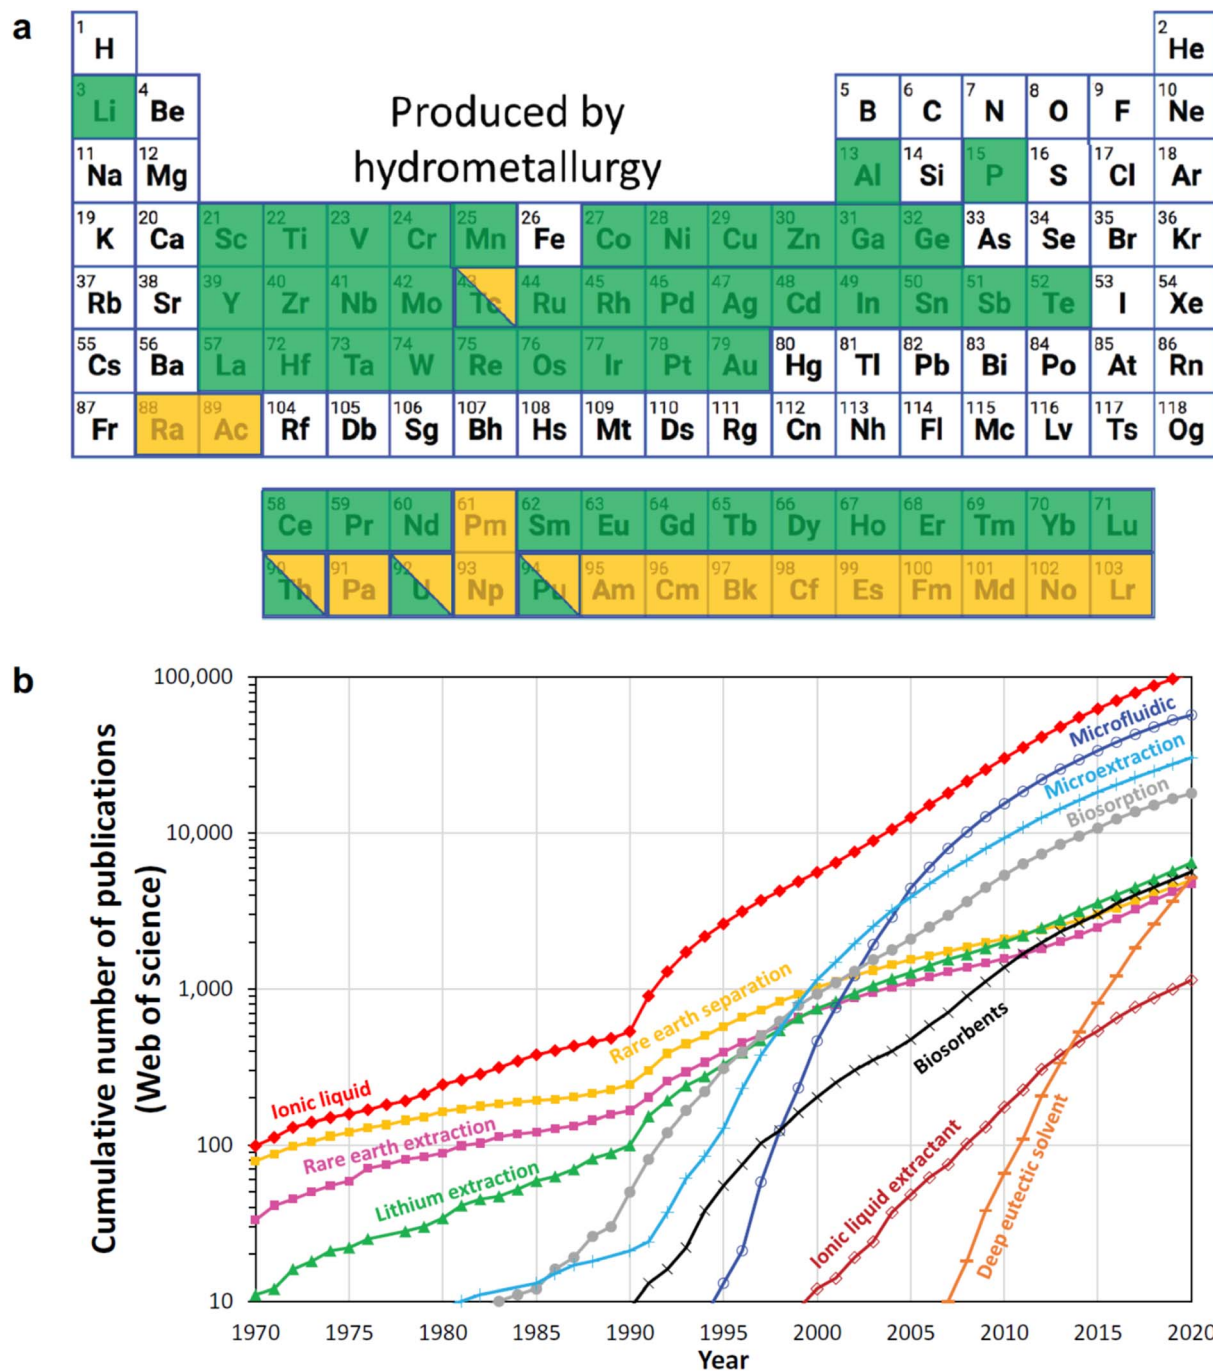 a
1 2
H He
3 4 5 6 7 8 9 10
Li Be B C N O F Ne
Produced by
hydrometallurgy
11 12 13 14 15 16 17 18
Na Mg Al Si P S Cl Ar
19 20 21 22 23 24 25 26 27 28 29 30 31 32 33 34 35 36
K Ca Sc Ti V Cr Mn Fe Co Ni Cu Zn Ga Ge As Se Br Kr
37 38 39 40 41 42 43 44 45 46 47 48 49 50 51 52 53 54
Rb Sr Y Zr Nb Mo Tc Ru Rh Pd Ag Cd In Sn Sb Te I Xe
55 56 57 72 73 74 75 76 77 78 79 80 81 82 83 84 85 86
Cs Ba La Hf Ta W Re Os Ir Pt Au Hg Tl Pb Bi Po At Rn
87 88 89 104 105 106 107 108 109 110 111 112 113 114 115 116 117 118
Fr Ra Ac Rf Db Sg Bh Hs Mt Ds Rg Cn Nh Fl Mc Lv Ts Og
58 59 60 61 62 63 64 65 66 67 68 69 70 71
Ce Pr Nd Pm Sm Eu Gd Tb Dy Ho Er Tm Yb Lu
90 91 92 93 94 95 96 97 98 99 100 101 102 103
Th Pa U Np Pu Am Cm Bk Cf Es Fm Md No Lr
b
Cumulative number of publications
(Web of science)
100,000
10,000
1,000
100
10
Microfluidic
Microextraction
Biosorption
Rare earth separation
Biosorbents
Ionic liquid
Rare earth extraction
Lithium extraction
Ionic liquid extractant
Deep eutectic solvent
1970 1975 1980 1985 1990 1995 2000 2005 2010 2015 2020
Year